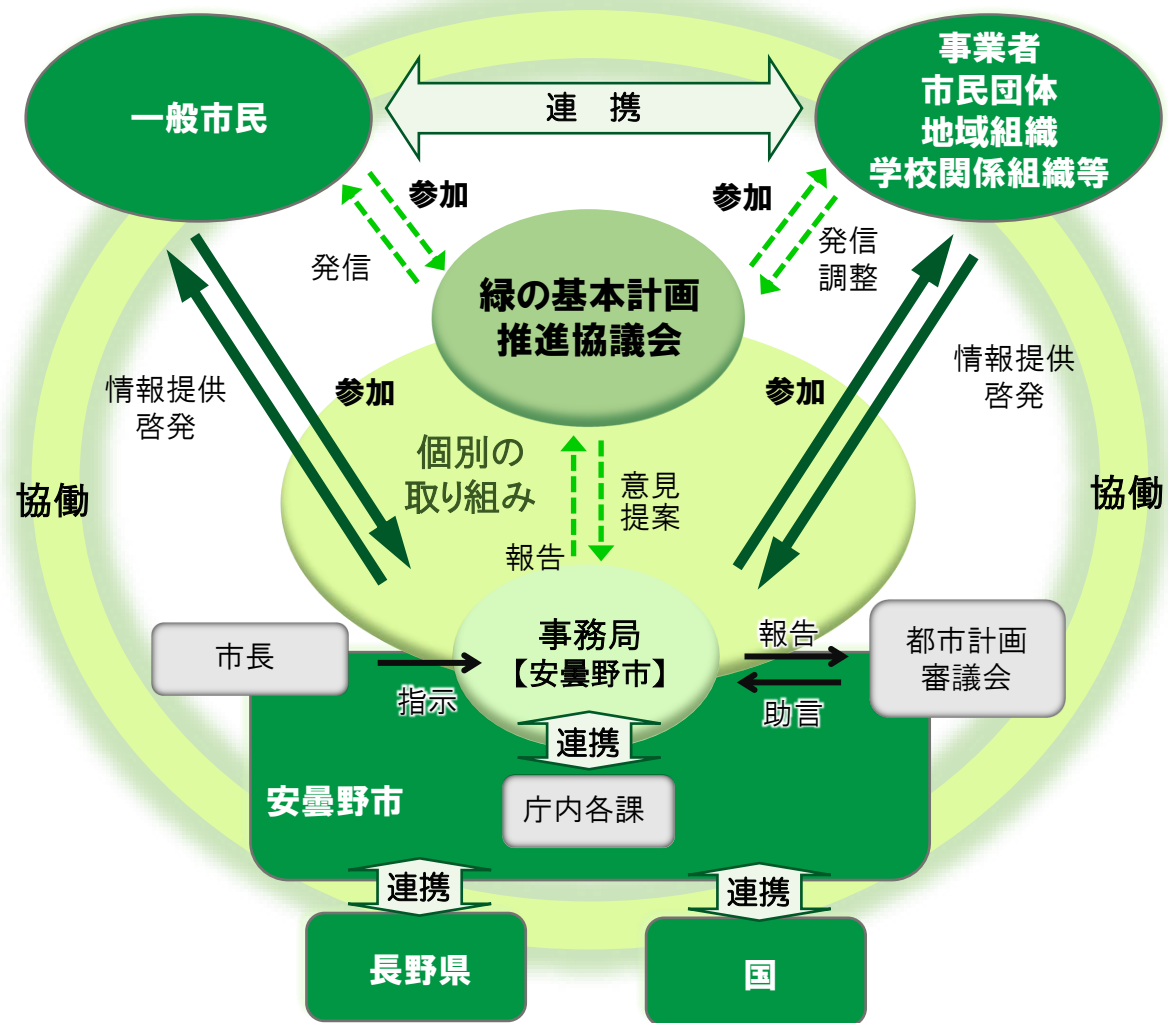 一般市民
連 携
事業者
市民団体
地域組織
学校関係組織等
参加
発信
参加
発信
調整
緑の基本計画
推進協議会
情報提供
啓発
参加
参加
情報提供
啓発
個別の
取り組み
意見
提案
報告
協働
協働
市長
指示
事務局
【安曇野市】
報告
助言
都市計画
審議会
連携
庁内各課
安曇野市
連携
連携
長野県
国